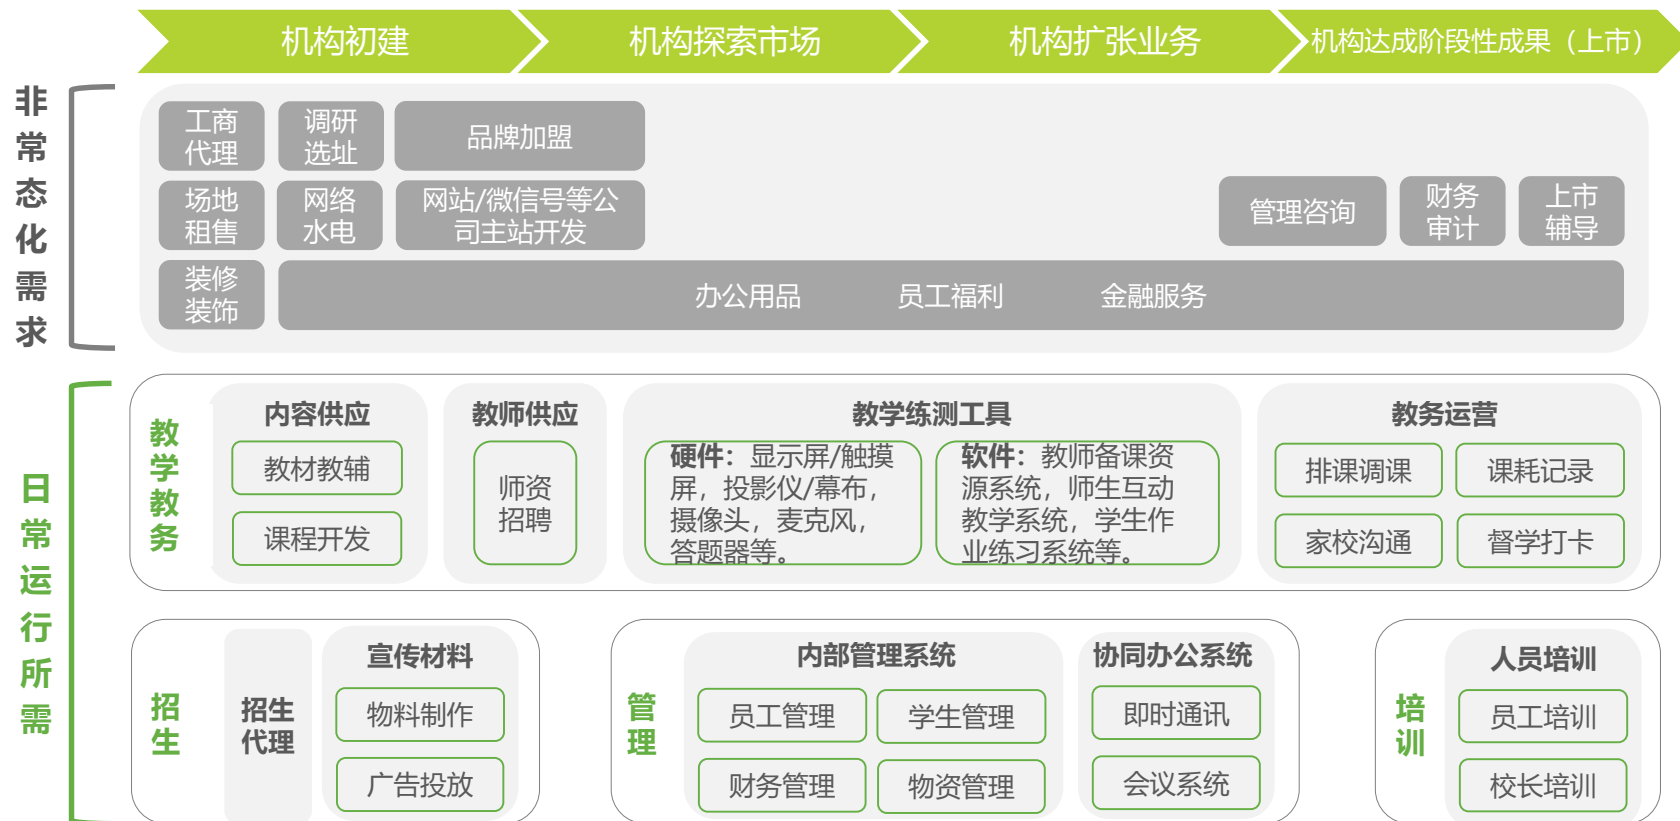 机构初建
机构探索市场
机构扩张业务
机构达成阶段性成果（上市）
非常态化需求
工商
代理
调研
选址
品牌加盟
场地
租售
网络
水电
网站/微信号等公
司主站开发
管理咨询
财务
审计
上市
辅导
装修
装饰
办公用品
员工福利
金融服务
日常运行所需
教学教务
内容供应
教材教辅
课程开发
教师供应
师资
招聘
教学练测工具
硬件：显示屏/触摸
屏，投影仪/幕布，
摄像头，麦克风，
答题器等。
软件：教师备课资
源系统，师生互动
教学系统，学生作
业练习系统等。
教务运营
排课调课
课耗记录
家校沟通
督学打卡
招生
招生
代理
宣传材料
物料制作
广告投放
管理
内部管理系统
员工管理
学生管理
财务管理
物资管理
协同办公系统
即时通讯
会议系统
培训
人员培训
员工培训
校长培训